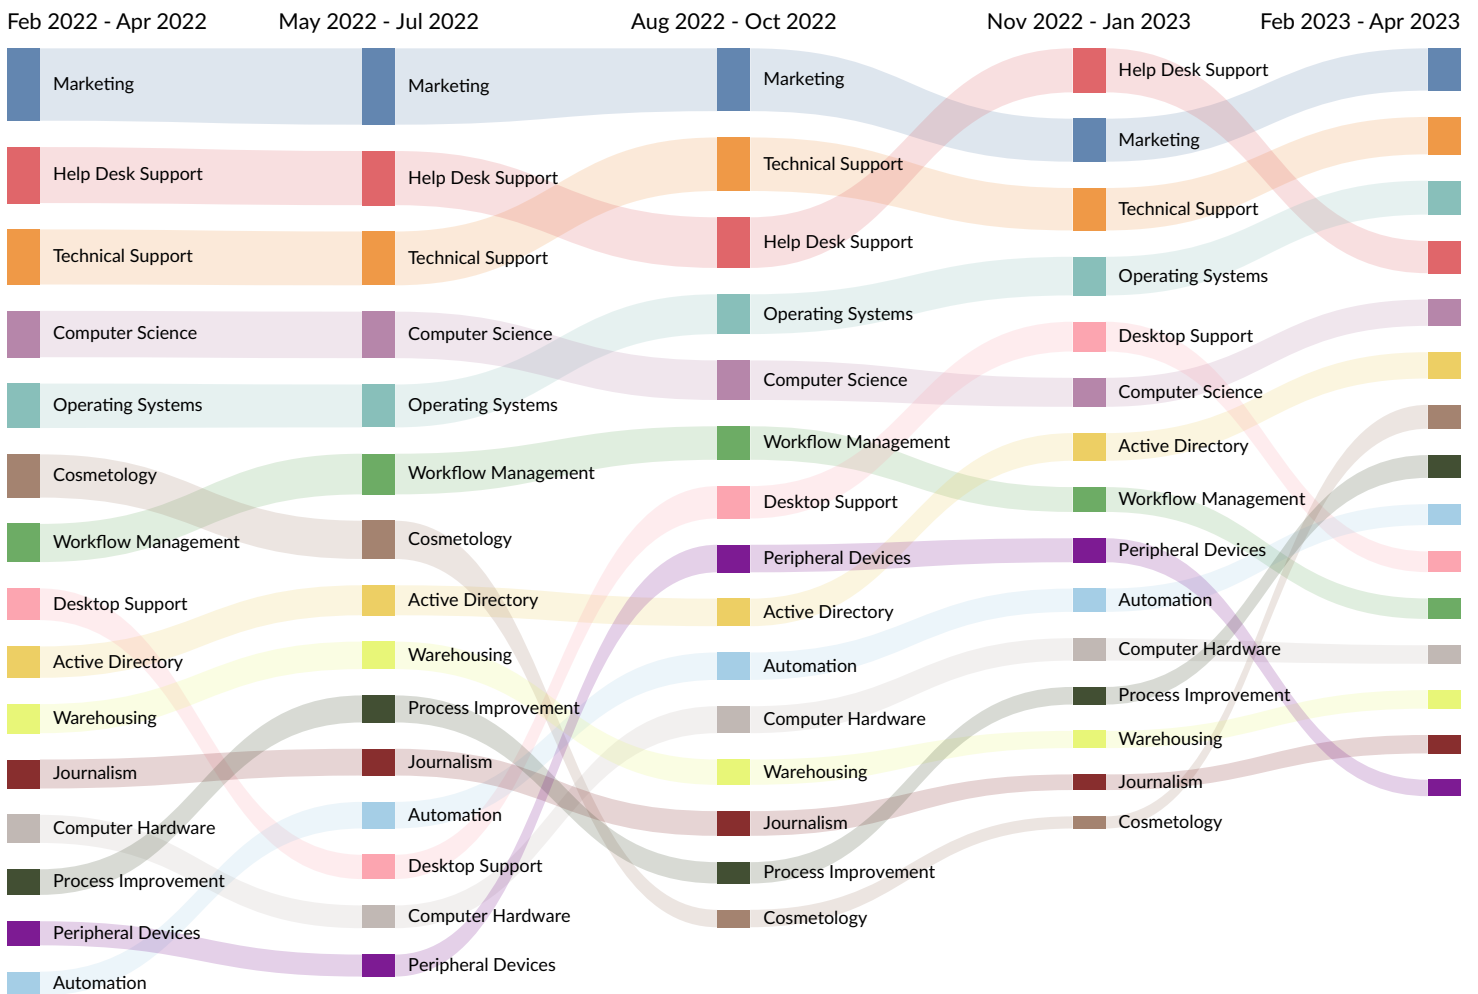 Feb 2022 - Apr 2022
May 2022 - Jul 2022
Aug 2022 - Oct 2022
Nov 2022 - Jan 2023
Feb 2023 - Apr 2023
Marketing
Help Desk Support
Technical Support
Computer Science
Operating Systems
Cosmetology
Workflow Management
Desktop Support
Active Directory
Warehousing
Journalism
Computer Hardware
Process Improvement
Peripheral Devices
Automation
Marketing
Help Desk Support
Technical Support
Computer Science
Operating Systems
Workflow Management
Cosmetology
Active Directory
Warehousing
Process Improvement
Journalism
Automation
Desktop Support
Computer Hardware
Peripheral Devices
Marketing
Technical Support
Help Desk Support
Operating Systems
Computer Science
Workflow Management
Desktop Support
Peripheral Devices
Active Directory
Automation
Computer Hardware
Warehousing
Journalism
Process Improvement
Cosmetology
Help Desk Support
Marketing
Technical Support
Operating Systems
Desktop Support
Computer Science
Active Directory
Workflow Management
Peripheral Devices
Automation
Computer Hardware
Process Improvement
Warehousing
Journalism
Cosmetology